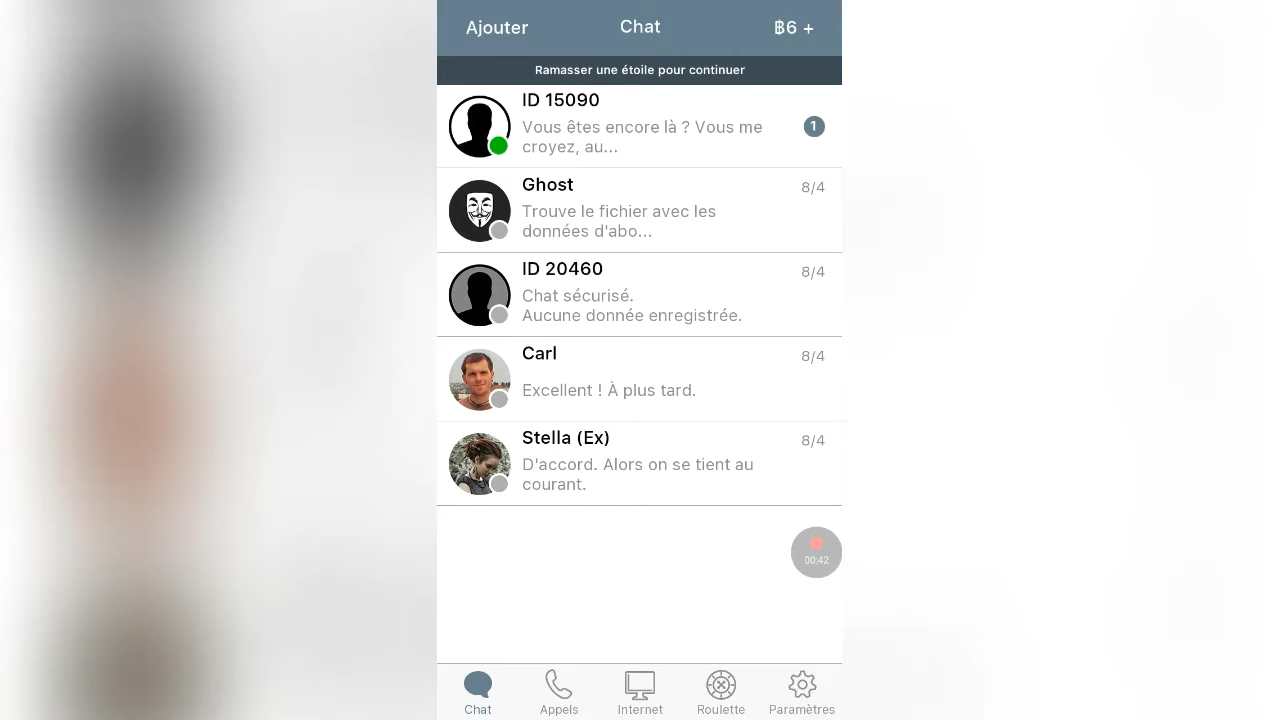 Ajouter
Chat
฿6 +
Ramasser une étoile pour continuer
ID 15090
Vous êtes encore là ? Vous me
croyez, au...
1
Ghost
8/4
Trouve le fichier avec les
données d'abo...
ID 20460
8/4
Chat sécurisé.
Aucune donnée enregistrée.
Carl
8/4
Excellent ! À plus tard.
Stella (Ex)
8/4
D'accord. Alors on se tient au
courant.
00:42
Chat
Appels
Internet
Roulette
Paramètres